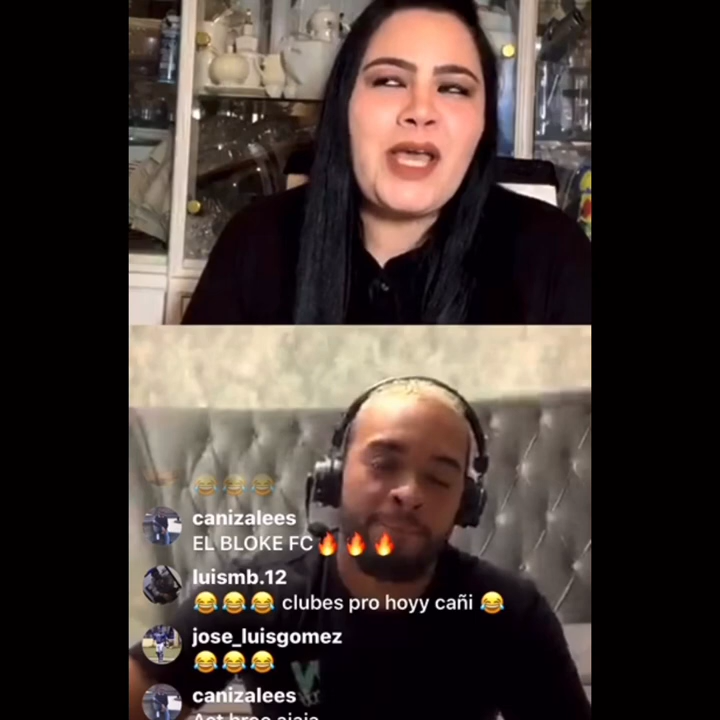 😂😂😂
canizalees
EL BLOKE FC🔥🔥🔥
luismb.12
😂😂😂 clubes pro hoyy cañi 😂
jose_luisgomez
😂😂😂
canizalees